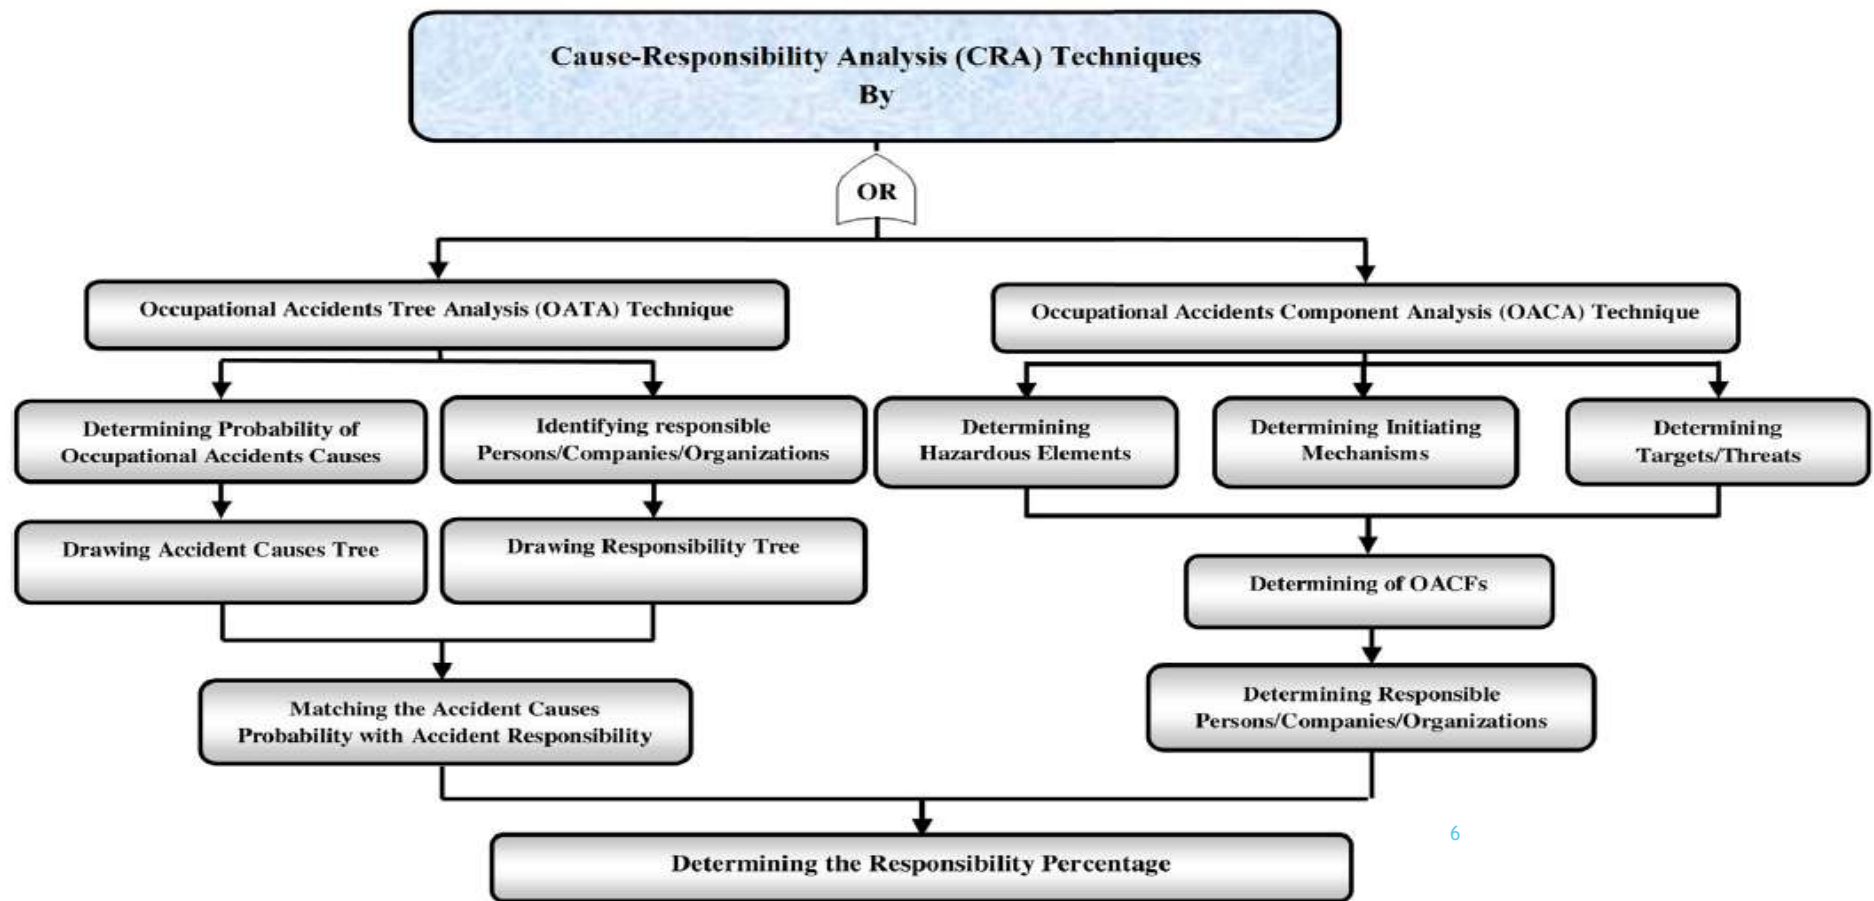 Cause-Responsibility Analysis (CRA) Techniques
By
OR
Occupational Accidents Tree Analysis (OATA) Technique
Occupational Accidents Component Analysis (OACA) Technique
Determining Probability of
Occupational Accidents Causes
Identifying responsible
Persons/Companies/Organizations
Determining
Hazardous Elements
Determining Initiating
Mechanisms
Determining
Targets/Threats
Drawing Accident Causes Tree
Drawing Responsibility Tree
Determining of OACFs
Matching the Accident Causes
Probability with Accident Responsibility
Determining Responsible
Persons/Companies/Organizations
6
Determining the Responsibility Percentage